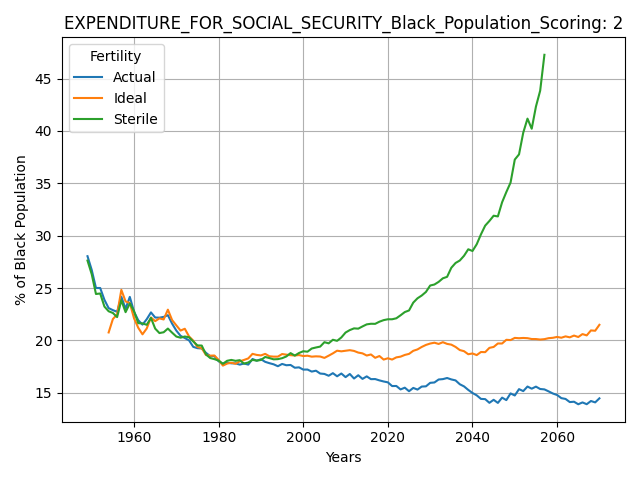 EXPENDITURE_FOR_SOCIAL_SECURITY_Black_Population_Scoring: 2
Fertility
Actual
Ideal
Sterile
% of Black Population
45
40
35
30
25
20
15
1960 1980 2000 2020 2040 2060
Years